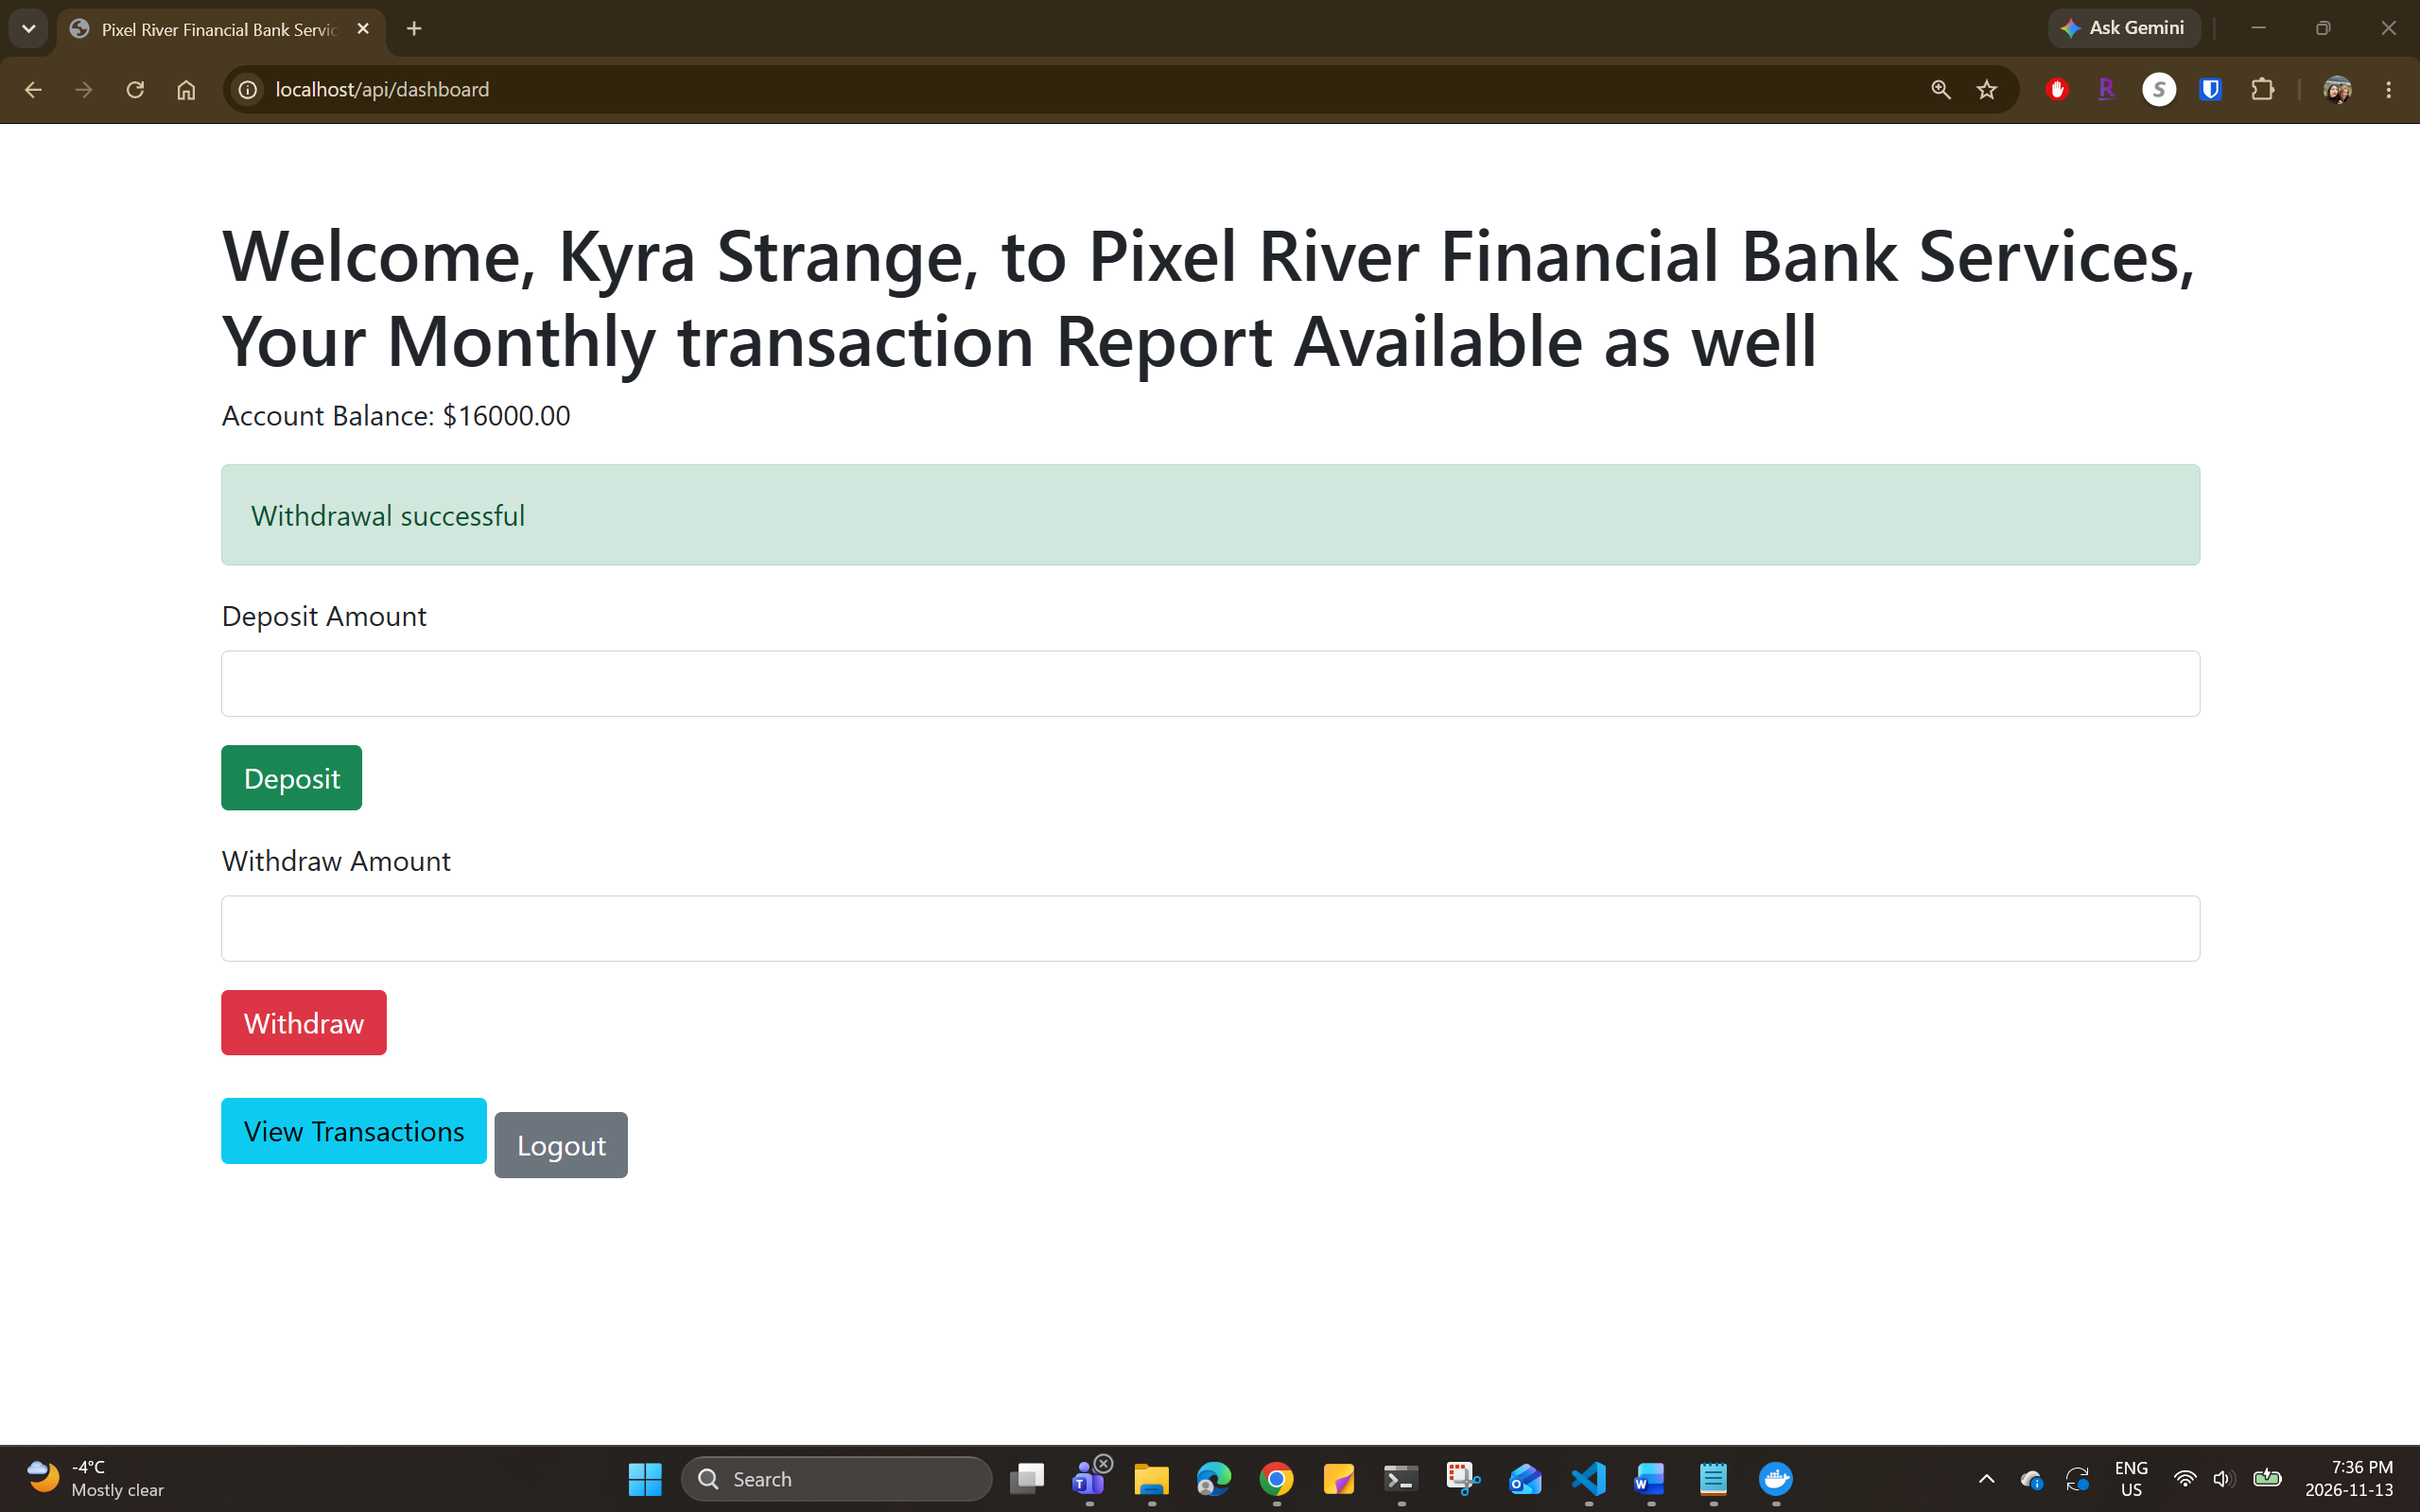 Pixel River Financial Bank Servic
Ask Gemini
localhost/api/dashboard
Welcome, Kyra Strange, to Pixel River Financial Bank Services,
Your Monthly transaction Report Available as well
Account Balance: $16000.00
Withdrawal successful
Deposit Amount
Deposit
Withdraw Amount
Withdraw
View Transactions
Logout
-4°C
Mostly clear
Search
ENG
US
7:36 PM
2026-11-13